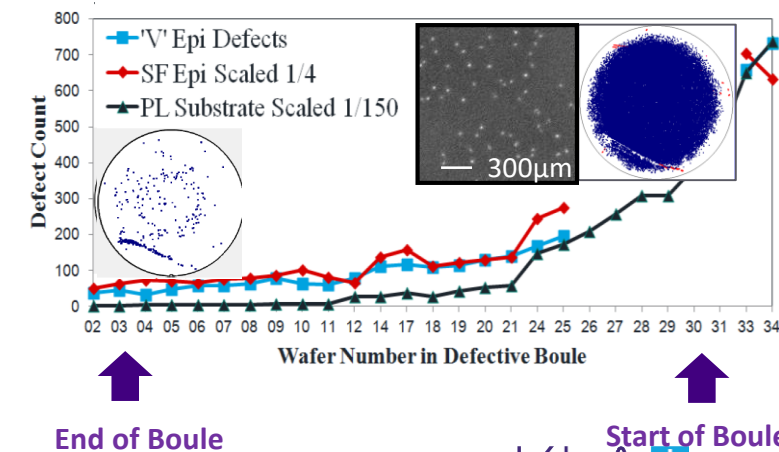 800
700
600
500
400
300
200
100
0
Defect Count
'V' Epi Defects
SF Epi Scaled 1/4
PL Substrate Scaled 1/150
300µm
02 03 04 05 06 07 08 09 10 11 12 14 17 18 19 20 21 24 25 26 27 28 29 30 31 33 34
Wafer Number in Defective Boule
End of Boule
Start of Boule